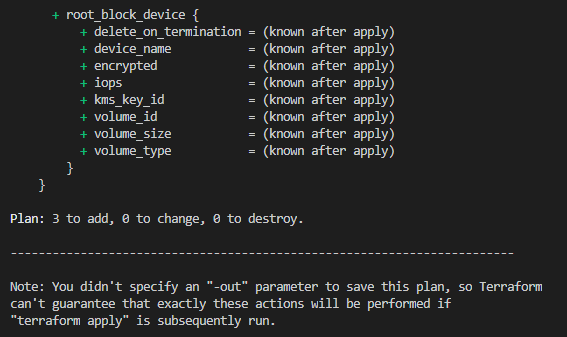 + root_block_device {
+ delete_on_termination = (known after apply)
+ device_name = (known after apply)
+ encrypted = (known after apply)
+ iops = (known after apply)
+ kms_key_id = (known after apply)
+ volume_id = (known after apply)
+ volume_size = (known after apply)
+ volume_type = (known after apply)
}
}
Plan: 3 to add, 0 to change, 0 to destroy.
------------------------------------------------------------------------
Note: You didn't specify an "-out" parameter to save this plan, so Terraform
can't guarantee that exactly these actions will be performed if
"terraform apply" is subsequently run.